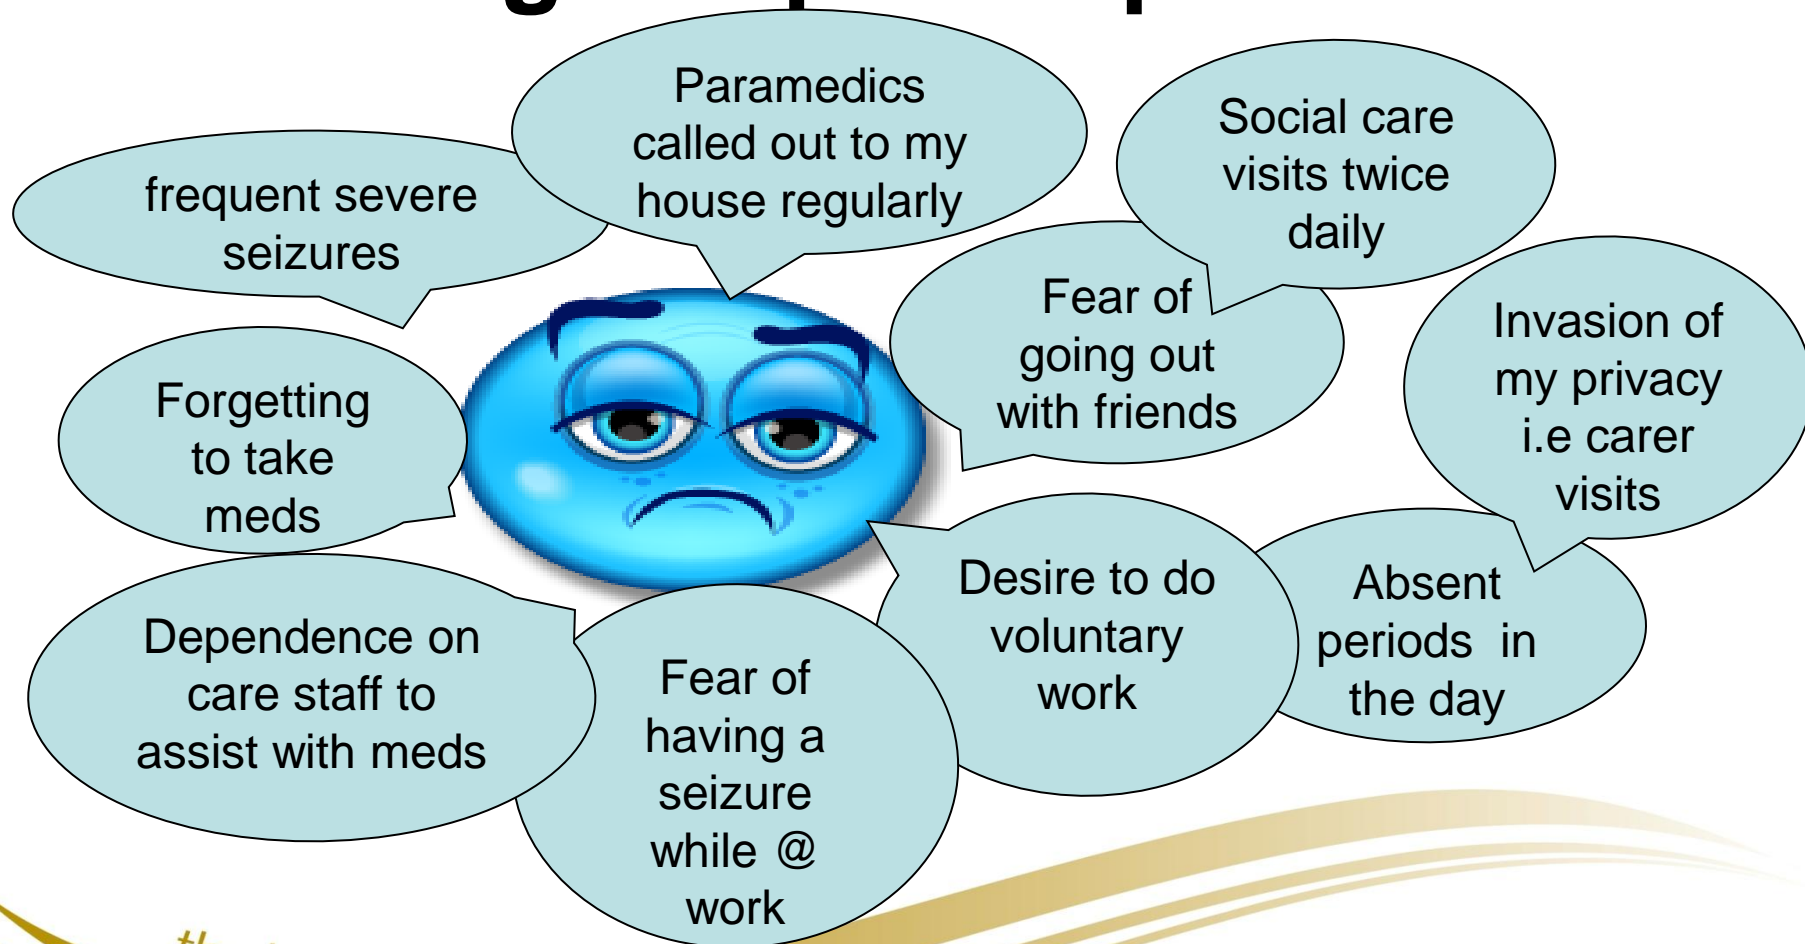 Paramedics
called out to my
house regularly
Social care
visits twice
daily
frequent severe
seizures
Fear of
going out
with friends
Invasion of
my privacy
i.e carer
visits
Forgetting
to take
meds
Desire to do
voluntary
work
Absent
periods in
the day
Dependence on
care staff to
assist with meds
Fear of
having a
seizure
while @
work